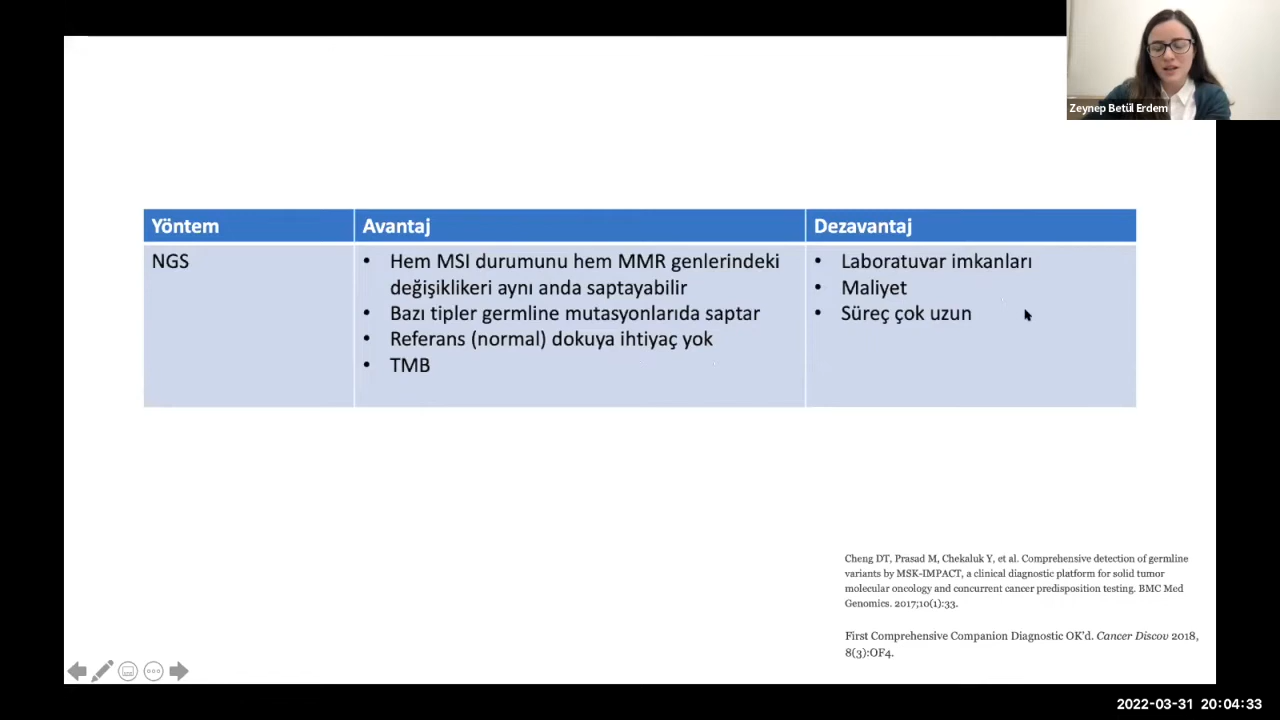 Zeynep Betül Erdem
Yöntem
Avantaj
Dezavantaj
NGS
• Hem MSI durumunu hem MMR genlerindeki
değişiklikeri aynı anda saptayabilir
• Bazı tipler germline mutasyonlarıda saptar
• Referans (normal) dokuya ihtiyaç yok
• TMB
• Laboratuvar imkanları
• Maliyet
• Süreç çok uzun
Cheng DT, Prasad M, Chekaluk Y, et al. Comprehensive detection of germline
variants by MSK-IMPACT, a clinical diagnostic platform for solid tumor
molecular oncology and concurrent cancer predisposition testing. BMC Med
Genomics. 2017;10(1):33.
First Comprehensive Companion Diagnostic OK'd. Cancer Discov 2018,
8(3):OF4.
2022-03-31 20:04:33